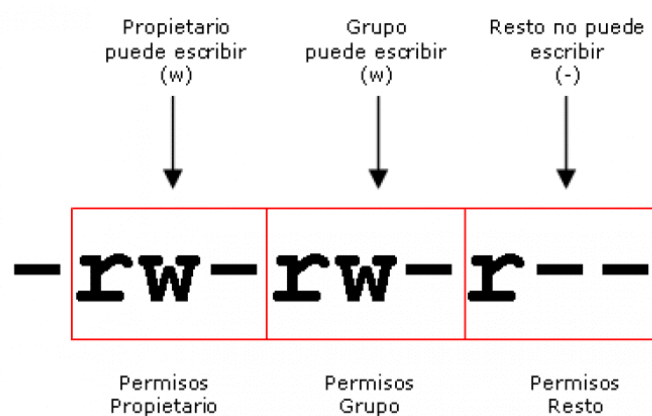 Propietario
puede escribir
(w)
Grupo
puede escribir
(w)
Resto no puede
escribir
(-)
-rw-rw-r--
Permisos
Propietario
Permisos
Grupo
Permisos
Resto